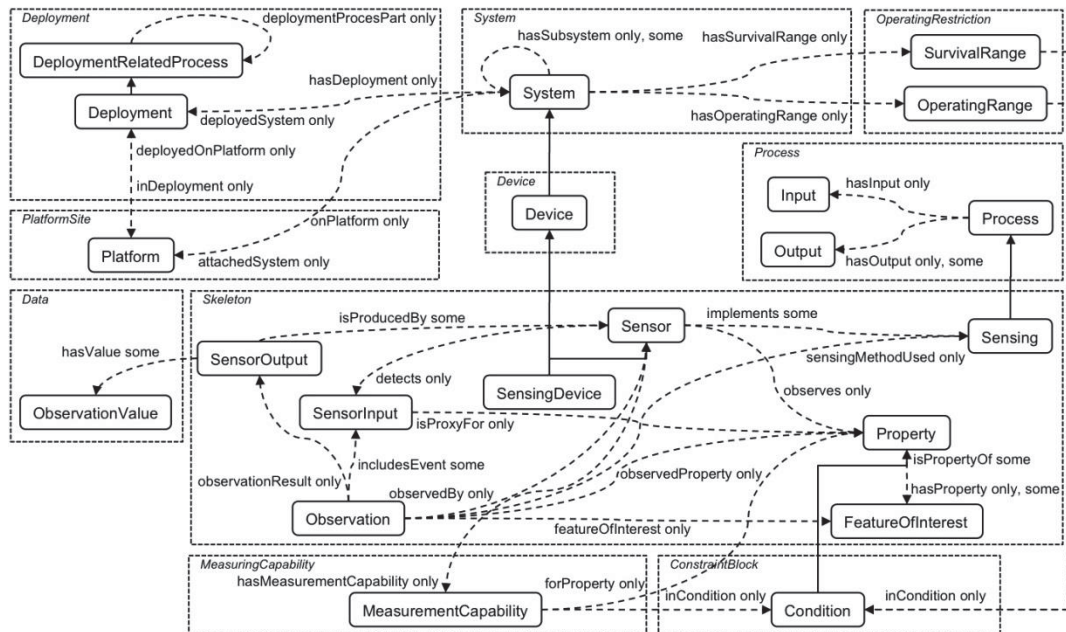 Deployment
deploymentProcesPart only
DeploymentRelatedProcess
Deployment
hasDeployment only
deployedSystem only
deployedOnPlatform only
inDeployment only
System
hasSubsystem only, some
System
hasSurvivalRange only
hasOperatingRange only
OperatingRestriction
SurvivalRange
OperatingRange
PlatformSite
Platform
onPlatform only
attachedSystem only
Device
Device
Process
Input
hasInput only
Process
Output
hasOutput only, some
Data
hasValue some
ObservationValue
Skeleton
isProducedBy some
Sensor
implements some
Sensing
SensorOutput
sensingMethodUsed only
detects only
SensingDevice
observes only
SensorInput
isProxyFor only
Property
isPropertyOf some
includesEvent some
observationResult only
observedBy only
observedProperty only
hasProperty only, some
Observation
featureOfInterest only
FeatureOfInterest
MeasuringCapability
hasMeasurementCapability only
forProperty only
MeasurementCapability
ConstraintBlock
inCondition only
Condition
inCondition only